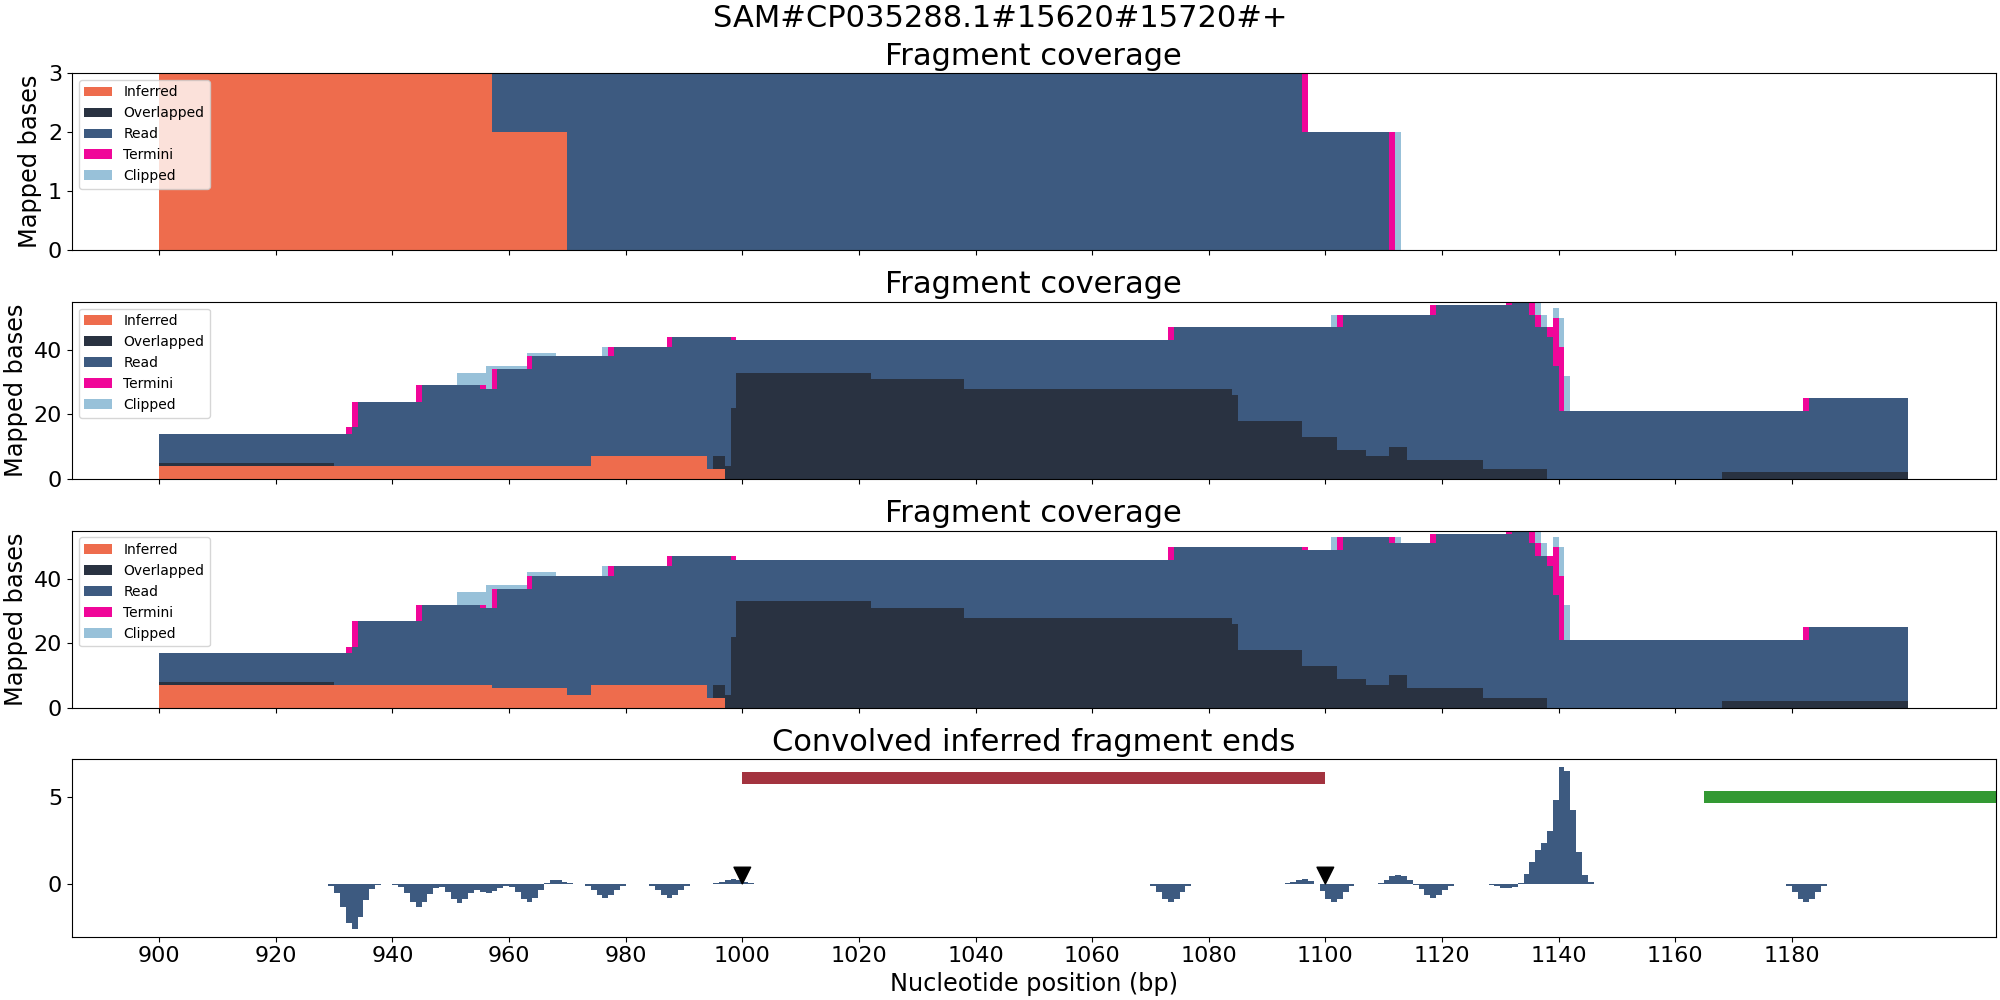 SAM#CP035288.1#15620#15720#+
Fragment coverage
Mapped bases
3
2
1
0
Inferred
Overlapped
Read
Termini
Clipped
Fragment coverage
Mapped bases
40
20
0
Inferred
Overlapped
Read
Termini
Clipped
Fragment coverage
Mapped bases
40
20
0
Inferred
Overlapped
Read
Termini
Clipped
Convolved inferred fragment ends
5
0
900 920 940 960 980 1000 1020 1040 1060 1080 1100 1120 1140 1160 1180
Nucleotide position (bp)